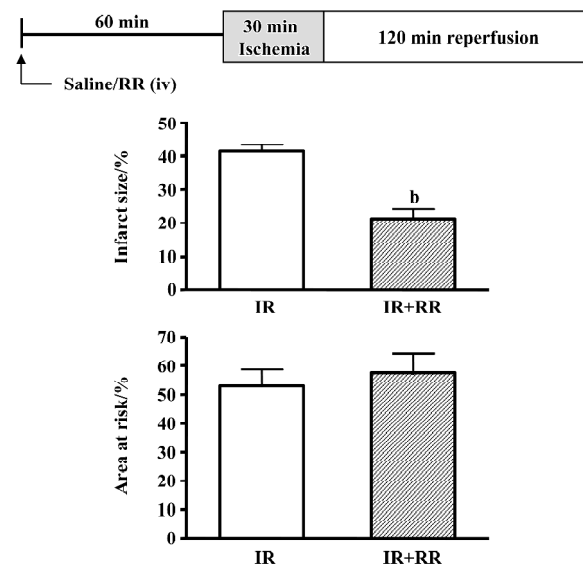 60 min
30 min
Ischemia
120 min reperfusion
Saline/RR (iv)
Infarct size/%
50
40
30
20
10
0
b
IR
IR+RR
Area at risk/%
70
60
50
40
30
20
10
0
IR
IR+RR